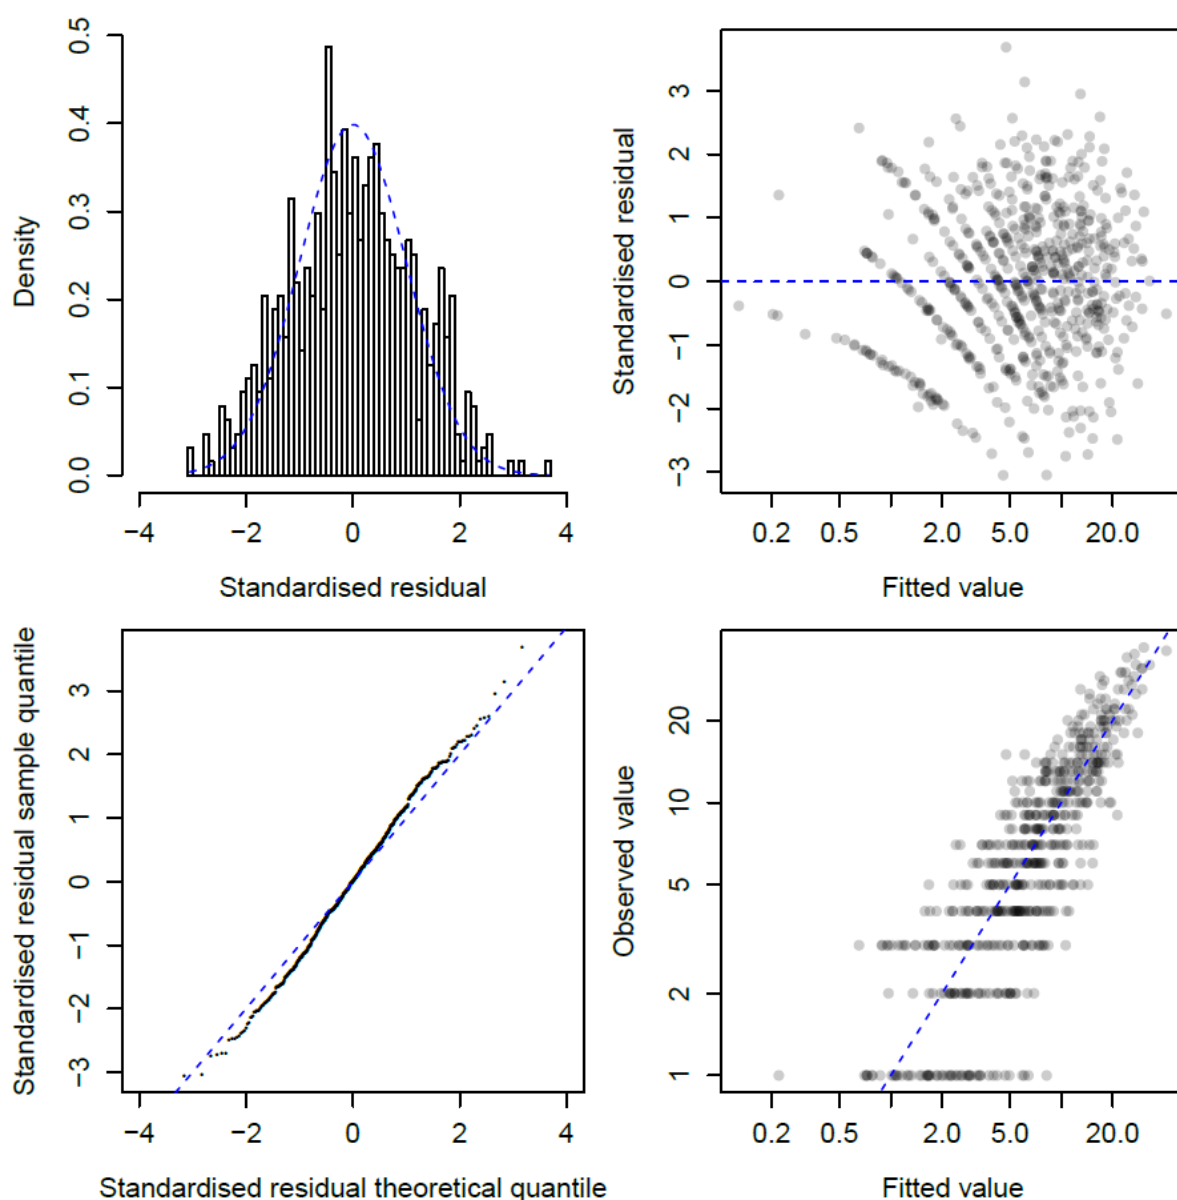 Density
0.0 0.1 0.2 0.3 0.4 0.5
−4 −2 0 2 4
Standardised residual
Standardised residual
−3 −2 −1 0 1 2 3
0.2 0.5 2.0 5.0 20.0
Fitted value
Standardised residual sample quantile
−3 −2 −1 0 1 2 3
−4 −2 0 2 4
Standardised residual theoretical quantile
Observed value
1 2 5 10 20
0.2 0.5 2.0 5.0 20.0
Fitted value